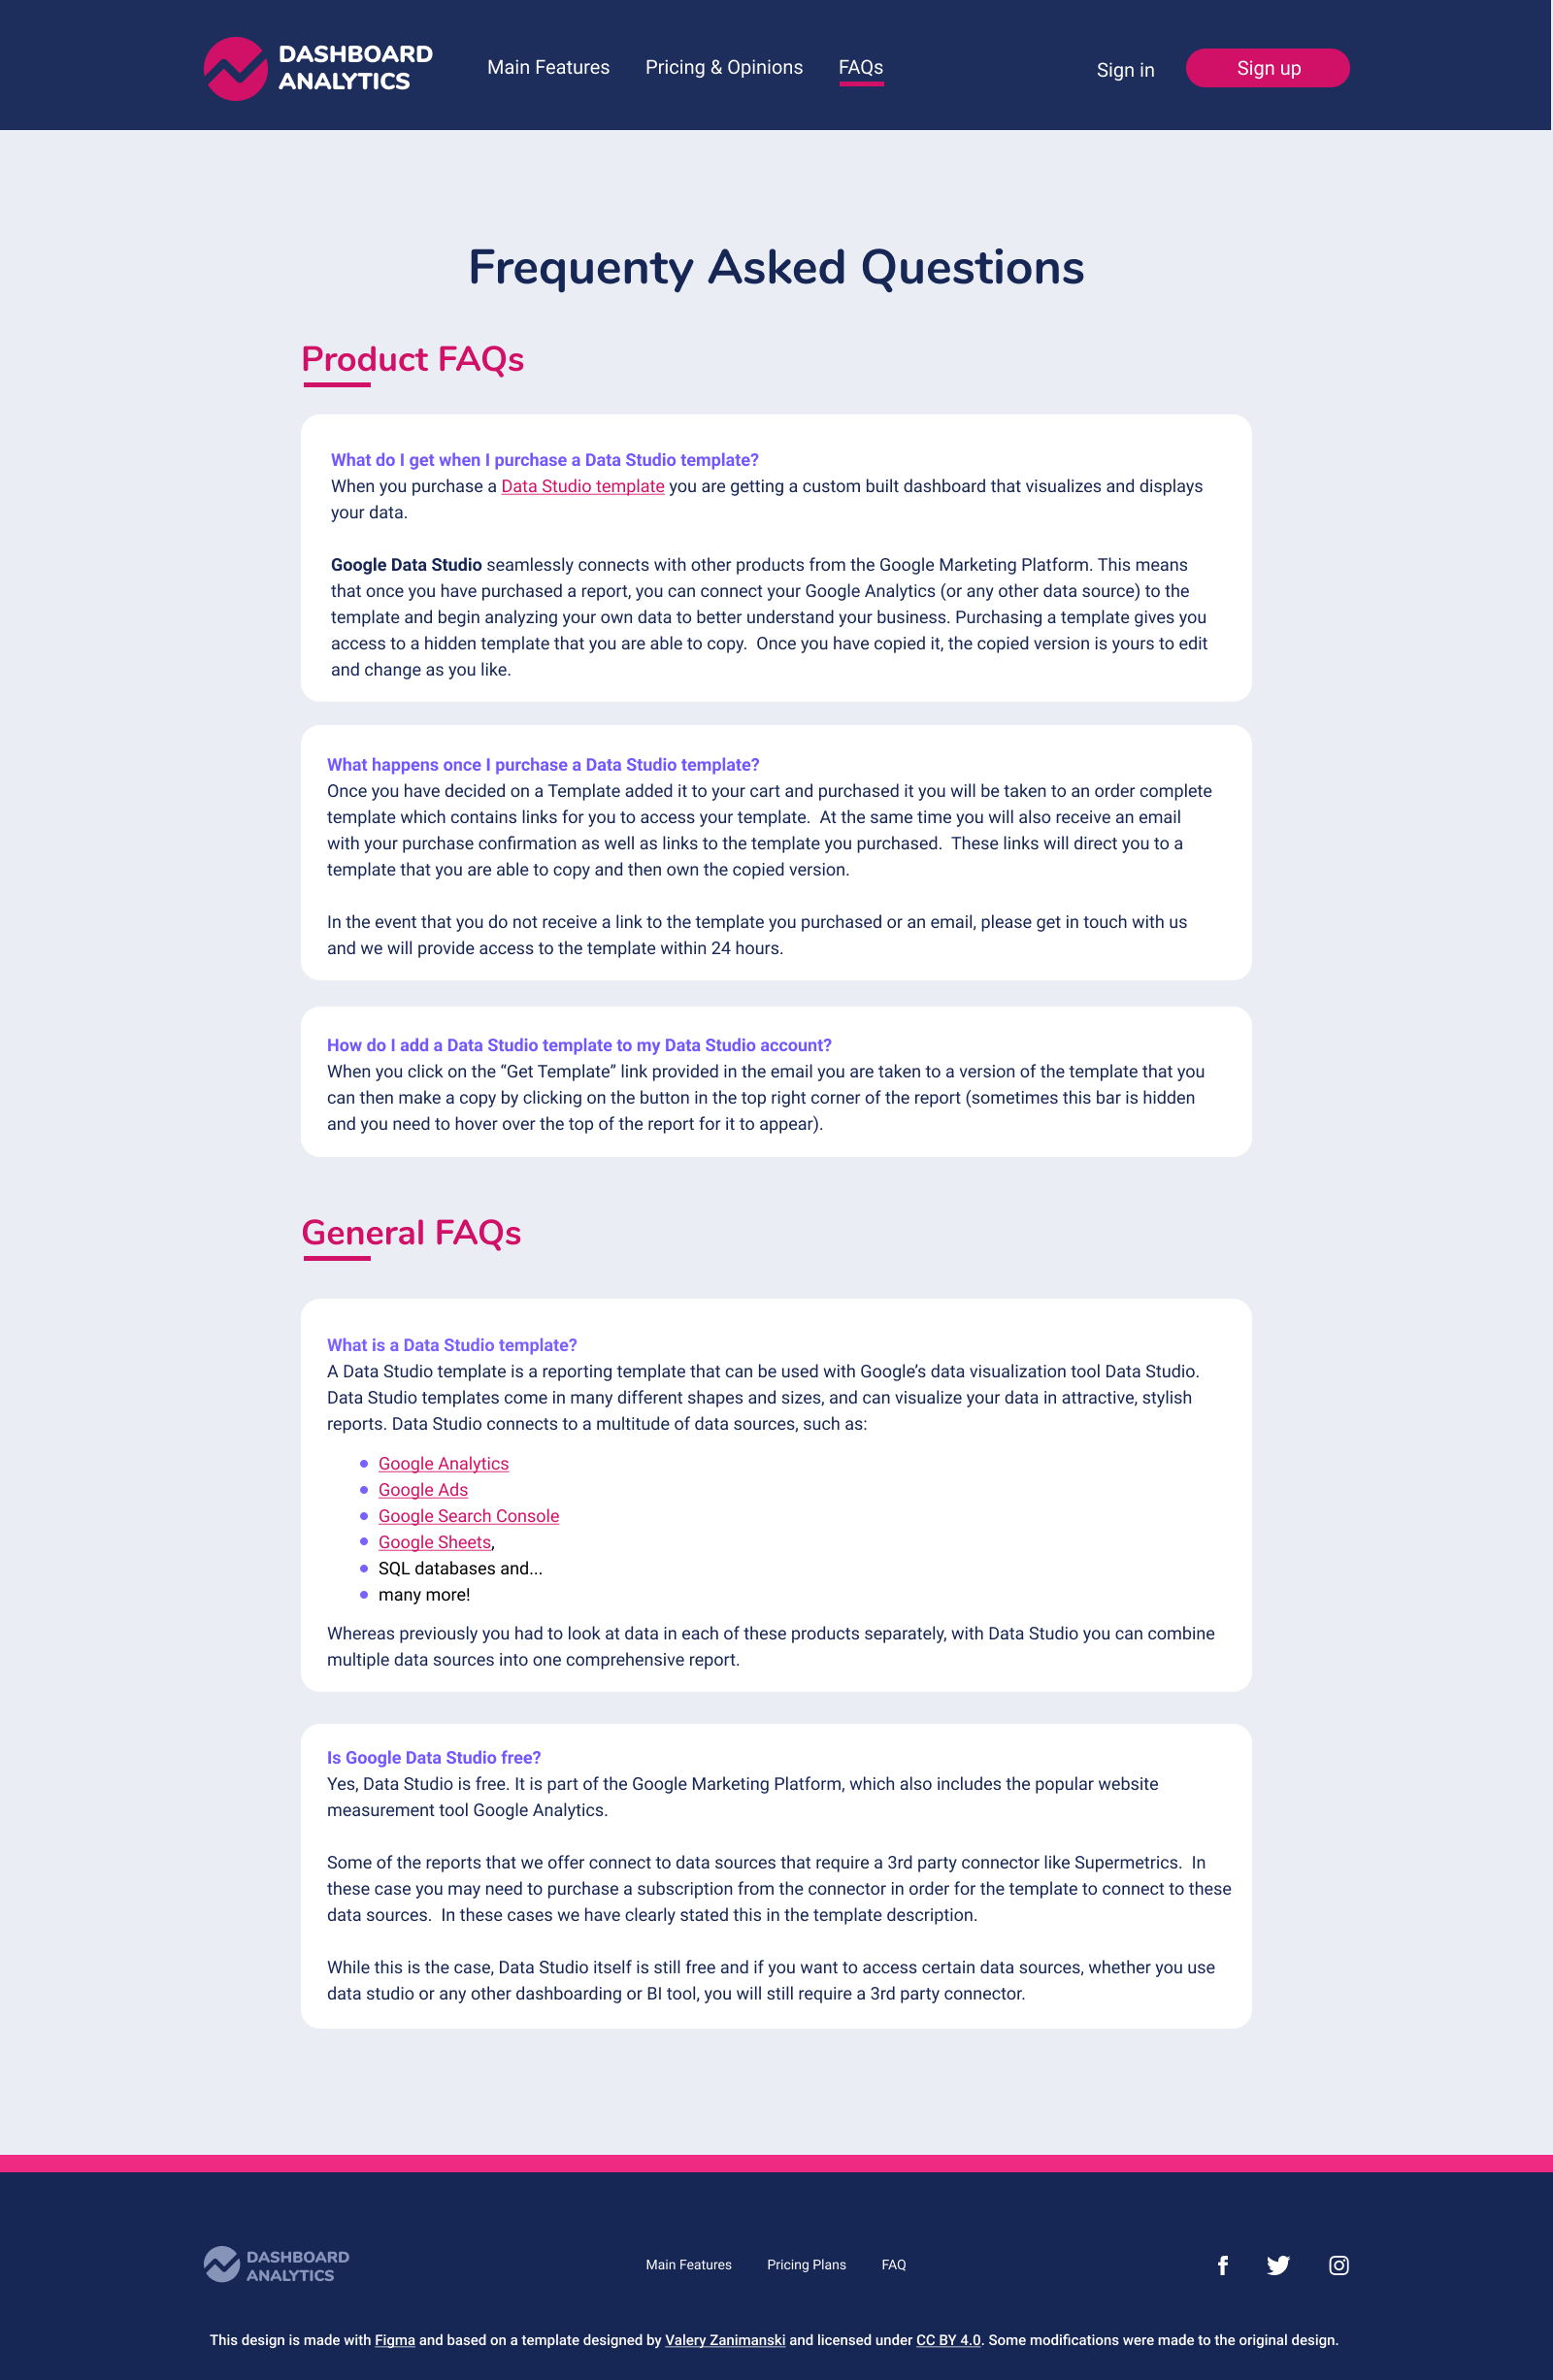 DASHBOARD
ANALYTICS
Main Features Pricing & Opinions FAQs
Sign in Sign up
Frequenty Asked Questions
Product FAQs
What do I get when I purchase a Data Studio template?
When you purchase a Data Studio template you are getting a custom built dashboard that visualizes and displays
your data.
Google Data Studio seamlessly connects with other products from the Google Marketing Platform. This means
that once you have purchased a report, you can connect your Google Analytics (or any other data source) to the
template and begin analyzing your own data to better understand your business. Purchasing a template gives you
access to a hidden template that you are able to copy.  Once you have copied it, the copied version is yours to edit
and change as you like.
What happens once I purchase a Data Studio template?
Once you have decided on a Template added it to your cart and purchased it you will be taken to an order complete
template which contains links for you to access your template.  At the same time you will also receive an email
with your purchase confirmation as well as links to the template you purchased.  These links will direct you to a
template that you are able to copy and then own the copied version.
In the event that you do not receive a link to the template you purchased or an email, please get in touch with us
and we will provide access to the template within 24 hours.
How do I add a Data Studio template to my Data Studio account?
When you click on the “Get Template” link provided in the email you are taken to a version of the template that you
can then make a copy by clicking on the button in the top right corner of the report (sometimes this bar is hidden
and you need to hover over the top of the report for it to appear).
General FAQs
What is a Data Studio template?
A Data Studio template is a reporting template that can be used with Google’s data visualization tool Data Studio.
Data Studio templates come in many different shapes and sizes, and can visualize your data in attractive, stylish
reports. Data Studio connects to a multitude of data sources, such as:
Google Analytics
Google Ads
Google Search Console
Google Sheets,
SQL databases and...
many more!
Whereas previously you had to look at data in each of these products separately, with Data Studio you can combine
multiple data sources into one comprehensive report.
Is Google Data Studio free?
Yes, Data Studio is free. It is part of the Google Marketing Platform, which also includes the popular website
measurement tool Google Analytics.
Some of the reports that we offer connect to data sources that require a 3rd party connector like Supermetrics.  In
these case you may need to purchase a subscription from the connector in order for the template to connect to these
data sources.  In these cases we have clearly stated this in the template description.
While this is the case, Data Studio itself is still free and if you want to access certain data sources, whether you use
data studio or any other dashboarding or BI tool, you will still require a 3rd party connector.
DASHBOARD
ANALYTICS
Main Features Pricing Plans FAQ
This design is made with Figma and based on a template designed by Valery Zanimanski and licensed under CC BY 4.0. Some modifications were made to the original design.